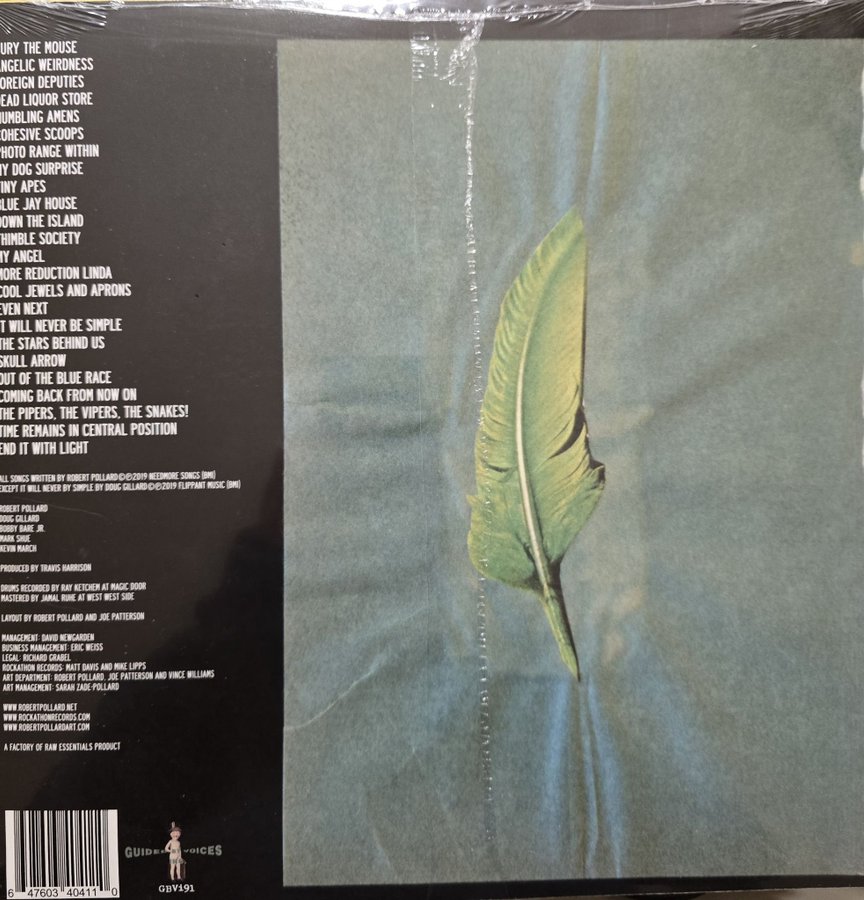 URY THE MOUSE
NGELIC WEIRDNESS
OREIGN DEPUTIES
EAD LIQUOR STORE
UMBLING AMENS
OHESIVE SCOOPS
PHOTO RANGE WITHIN
MY DOG SURPRISE
TINY APES
BLUE JAY HOUSE
DOWN THE ISLAND
THIMBLE SOCIETY
MY ANGEL
MORE REDUCTION LINDA
COOL JEWELS AND APRONS
EVEN NEXT
IT WILL NEVER BE SIMPLE
THE STARS BEHIND US
SKULL ARROW
OUT OF THE BLUE RACE
COMING BACK FROM NOW ON
THE PIPERS, THE VIPERS, THE SNAKES!
TIME REMAINS IN CENTRAL POSITION
END IT WITH LIGHT
ALL SONGS WRITTEN BY ROBERT POLLARD ©℗2019 NEEDMORE SONGS (BMI)
EXCEPT IT WILL NEVER BY SIMPLE BY DOUG GILLARD ©℗2019 FLIPPANT MUSIC (BMI)
ROBERT POLLARD
DOUG GILLARD
BOBBY BARE JR.
MARK SHUE
KEVIN MARCH
PRODUCED BY TRAVIS HARRISON
DRUMS RECORDED BY RAY KETCHEM AT MAGIC DOOR
MASTERED BY JAMAL RUHE AT WEST WEST SIDE
LAYOUT BY ROBERT POLLARD AND JOE PATTERSON
MANAGEMENT: DAVID NEWGARDEN
BUSINESS MANAGEMENT: ERIC WEISS
LEGAL: RICHARD GRABEL
ROCKATHON RECORDS: MATT DAVIS AND MIKE LIPPS
ART DEPARTMENT: ROBERT POLLARD, JOE PATTERSON AND VINCE WILLIAMS
ART MANAGEMENT: SARAH ZADE-POLLARD
WWW.ROBERTPOLLARD.NET
WWW.ROCKATHONRECORDS.COM
WWW.ROBERTPOLLARDART.COM
A FACTORY OF RAW ESSENTIALS PRODUCT
GUIDED BY VOICES
GBVi91
6 47603 40411 0